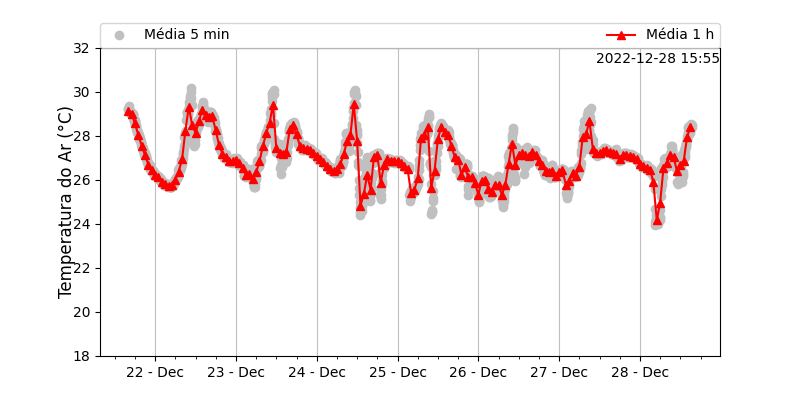 Média 5 min
Média 1 h
2022-12-28 15:55
Temperatura do Ar (°C)
32
30
28
26
24
22
20
18
22 - Dec
23 - Dec
24 - Dec
25 - Dec
26 - Dec
27 - Dec
28 - Dec